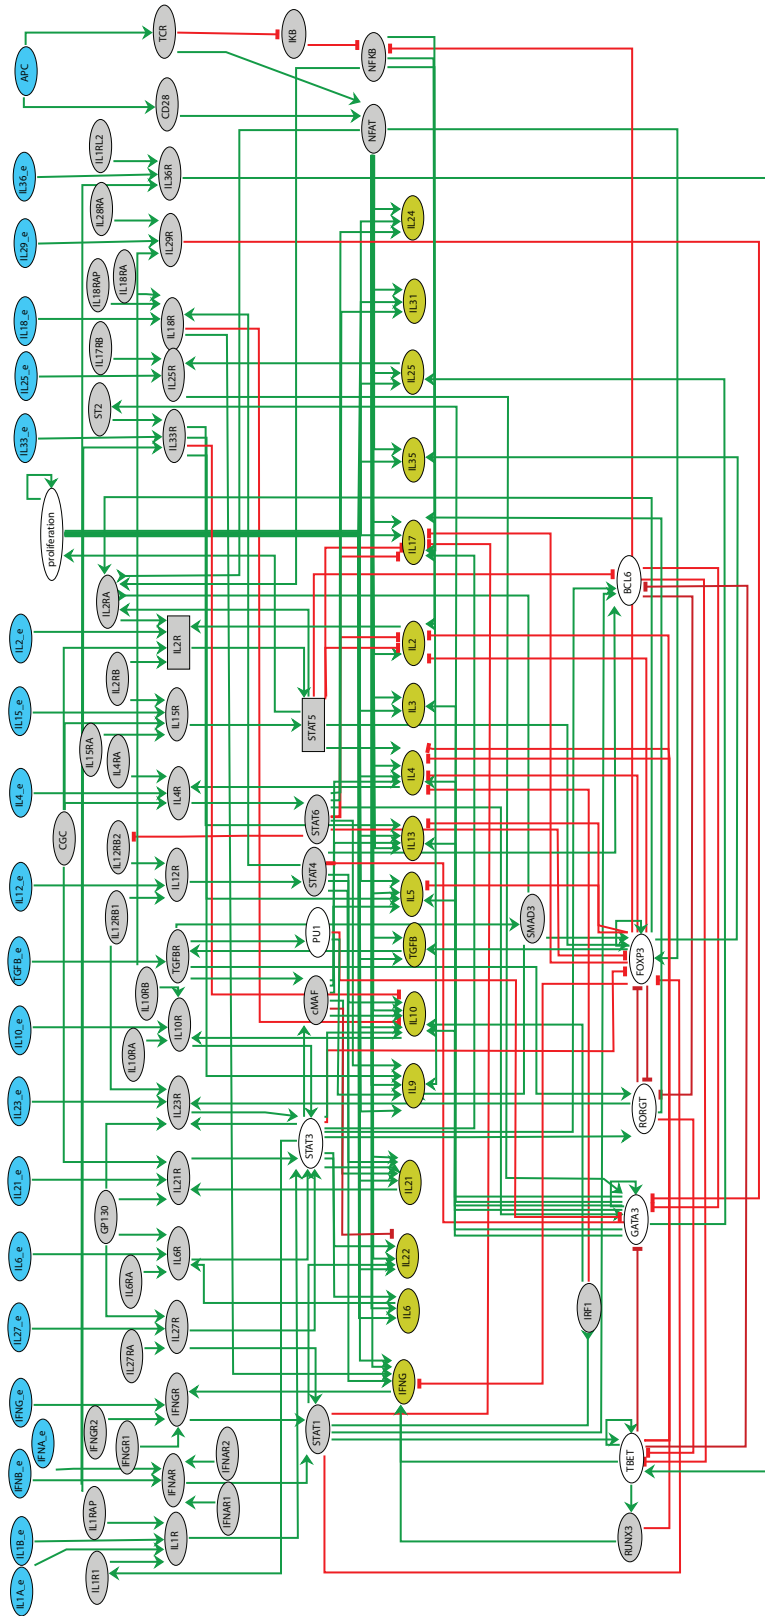 IL1A_e
IL1B_e
IFNB_e
IFNA_e
IFNG_e
IL27_e
IL6_e
IL21_e
IL23_e
IL10_e
TGFB_e
IL12_e
IL4_e
IL15_e
IL2_e
IL33_e
IL25_e
IL18_e
IL29_e
IL36_e
APC
proliferation
CGC
IL1R1
IL1RAP
IFNGR2
IFNGR1
IL27RA
IL6RA
GP130
IL10RA
IL10RB
IL12RB1
IL12RB2
IL4RA
IL15RA
IL2RB
IL2RA
ST2
IL17RB
IL18RAP
IL18RA
IL28RA
IL1RL2
IL1R
IFNAR
IFNGR
IL27R
IL6R
IL21R
IL23R
IL10R
TGFBR
IL12R
IL4R
IL15R
IL2R
IL33R
IL25R
IL18R
IL29R
IL36R
CD28
TCR
IFNAR1
IFNAR2
STAT1
STAT3
cMAF
PU1
STAT4
STAT6
STAT5
IKB
NFAT
NFKB
IFNG
IL6
IL22
IL21
IL9
IL10
TGFB
IL5
IL13
IL4
IL3
IL2
IL17
IL35
IL25
IL31
IL24
SMAD3
IRF1
RUNX3
TBET
GATA3
RORGT
FOXP3
BCL6